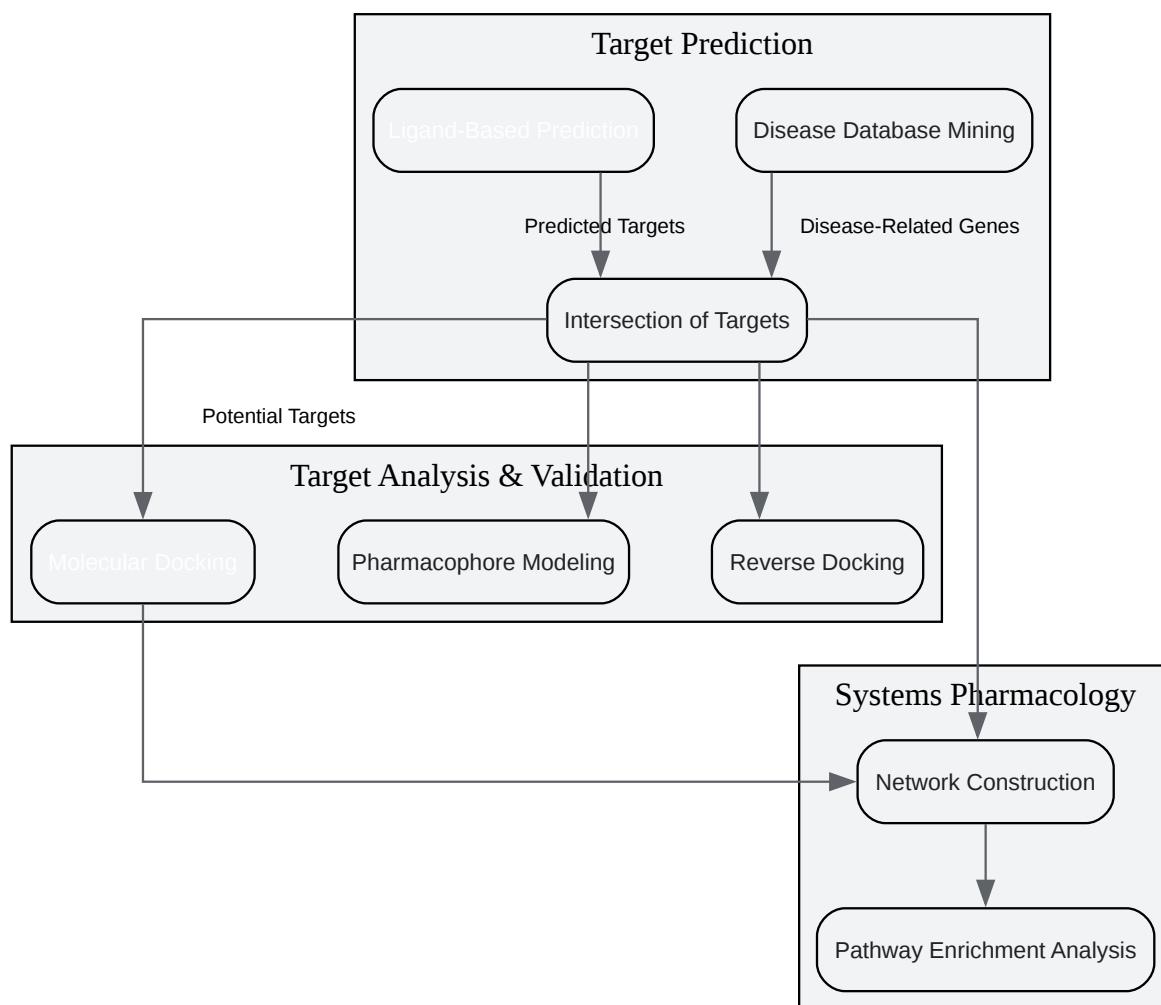 Target Prediction
Ligand-Based Prediction
Disease Database Mining
Predicted Targets
Disease-Related Genes
Intersection of Targets
Potential Targets
Target Analysis & Validation
Molecular Docking
Pharmacophore Modeling
Reverse Docking
Systems Pharmacology
Network Construction
Pathway Enrichment Analysis